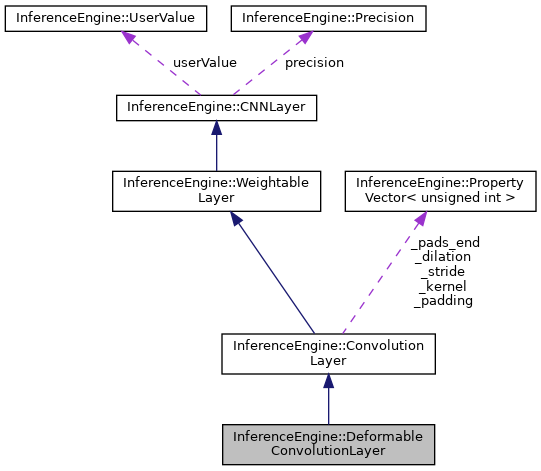 InferenceEngine::UserValue
InferenceEngine::Precision
userValue
precision
InferenceEngine::CNNLayer
InferenceEngine::Weightable
Layer
InferenceEngine::Property
Vector< unsigned int >
_pads_end
_dilation
_stride
_kernel
_padding
InferenceEngine::Convolution
Layer
InferenceEngine::Deformable
ConvolutionLayer